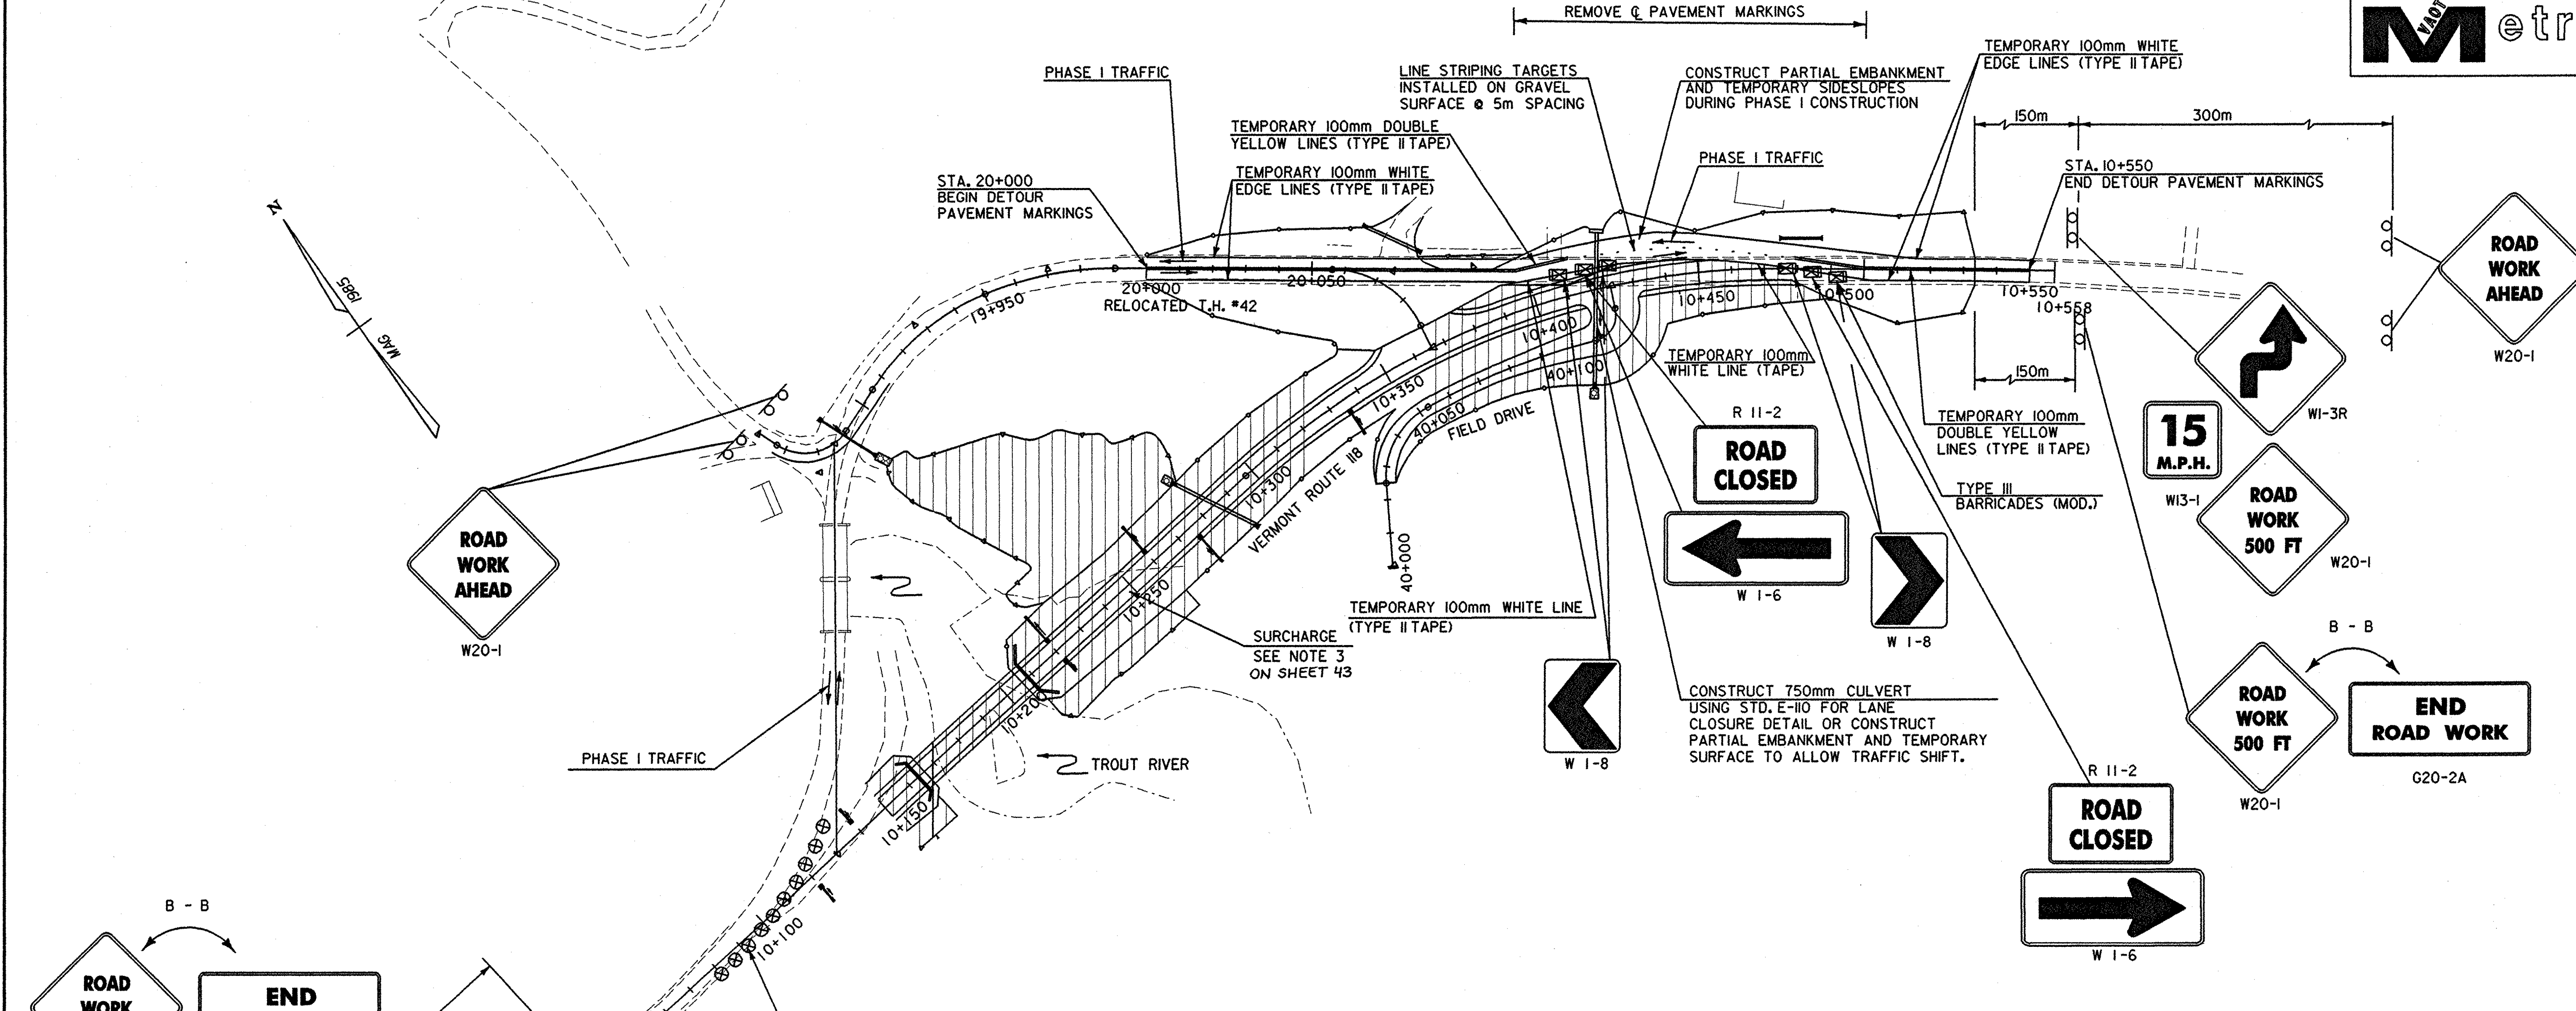 REMOVE ℄ PAVEMENT MARKINGS
VAOT
Metr
PHASE I TRAFFIC
LINE STRIPING TARGETS
INSTALLED ON GRAVEL
SURFACE @ 5m SPACING
CONSTRUCT PARTIAL EMBANKMENT
AND TEMPORARY SIDESLOPES
DURING PHASE I CONSTRUCTION
TEMPORARY 100mm WHITE
EDGE LINES (TYPE II TAPE)
TEMPORARY 100mm DOUBLE
YELLOW LINES (TYPE II TAPE)
150m
300m
PHASE I TRAFFIC
STA. 20+000
BEGIN DETOUR
PAVEMENT MARKINGS
TEMPORARY 100mm WHITE
EDGE LINES (TYPE II TAPE)
STA. 10+550
END DETOUR PAVEMENT MARKINGS
N
1985
MAG
19+950
20+000
RELOCATED T.H. #42
20+050
10+400
10+450
10+500
10+550
10+558
ROAD
WORK
AHEAD
W20-1
TEMPORARY 100mm
WHITE LINE (TAPE)
150m
40+100
10+350
40+050
FIELD DRIVE
W1-3R
15
M.P.H.
W13-1
ROAD
WORK
500 FT
W20-1
TEMPORARY 100mm
DOUBLE YELLOW
LINES (TYPE II TAPE)
TYPE III
BARRICADES (MOD.)
R 11-2
ROAD
CLOSED
W 1-6
W 1-8
10+300
VERMONT ROUTE 118
40+000
ROAD
WORK
AHEAD
W20-1
10+250
TEMPORARY 100mm WHITE LINE
(TYPE II TAPE)
SURCHARGE
SEE NOTE 3
ON SHEET 43
10+200
W 1-8
CONSTRUCT 750mm CULVERT
USING STD. E-110 FOR LANE
CLOSURE DETAIL OR CONSTRUCT
PARTIAL EMBANKMENT AND TEMPORARY
SURFACE TO ALLOW TRAFFIC SHIFT.
B - B
ROAD
WORK
500 FT
W20-1
END
ROAD WORK
G20-2A
PHASE I TRAFFIC
TROUT RIVER
R 11-2
ROAD
CLOSED
W 1-6
10+150
10+100
B - B
ROAD
WORK
END